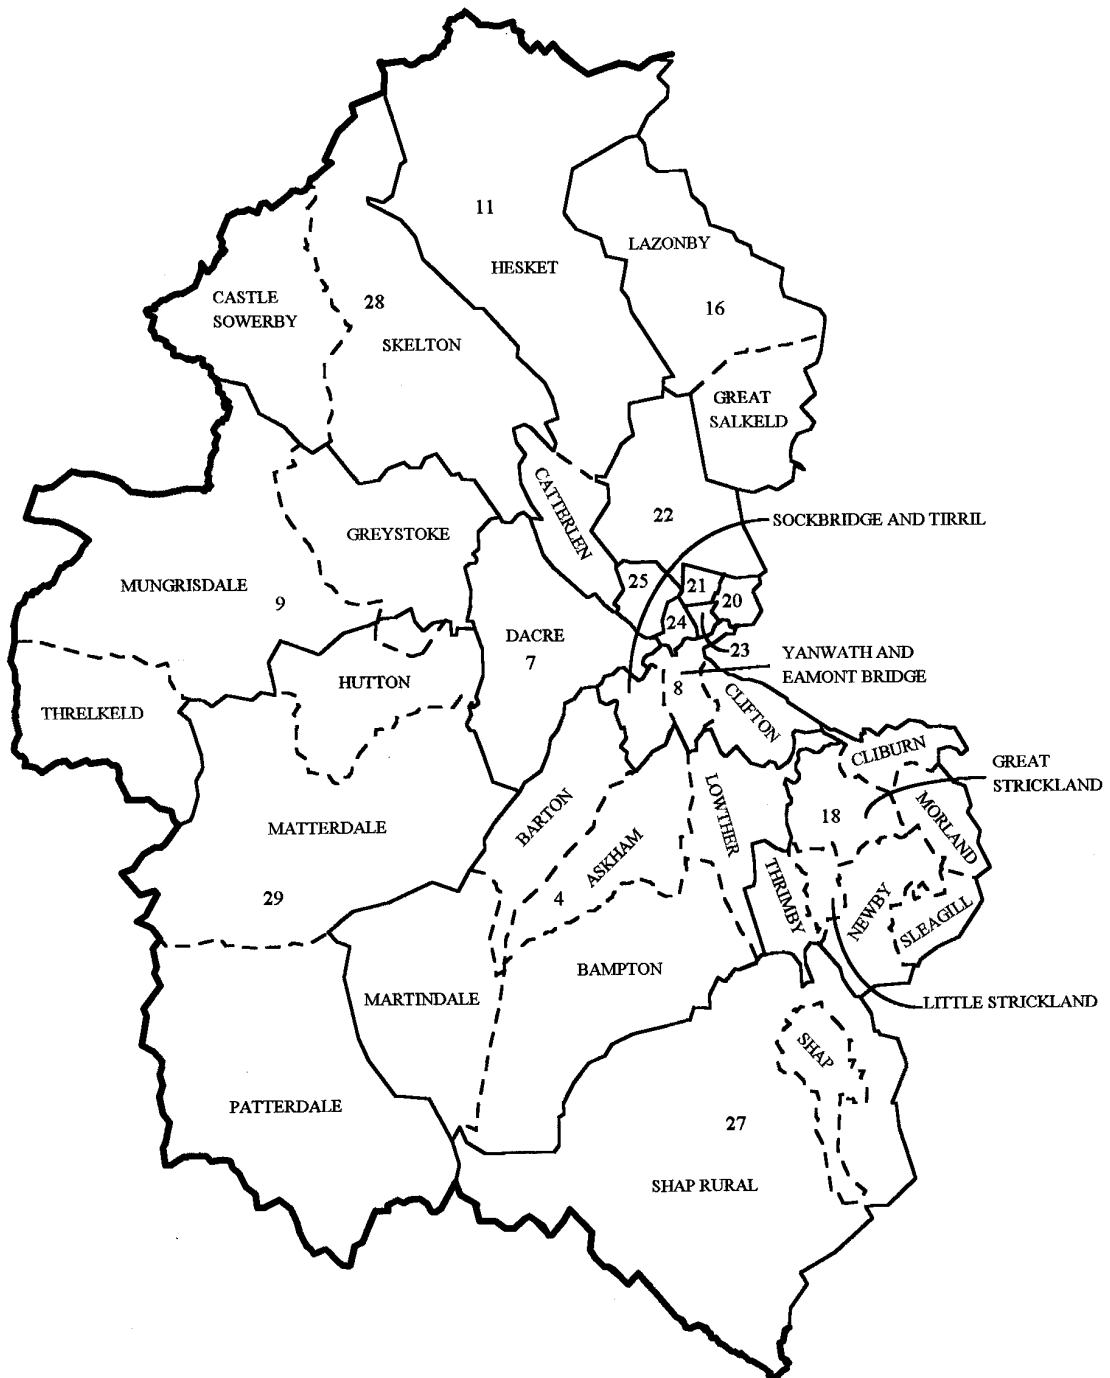 11
HESKET
LAZONBY
16
CASTLE
SOWERBY
28
SKELTON
GREAT
SALKELD
CATTERLEN
22
SOCKBRIDGE AND TIRRIL
GREYSTOKE
MUNGRISDALE
9
25
21
20
24
23
DACRE
7
YANWATH AND
EAMONT BRIDGE
8
HUTTON
THRELKELD
CLIFTON
CLIBURN
GREAT
STRICKLAND
MATTERDALE
BARTON
LOWTHER
18
MORLAND
ASKHAM
4
THRIMBY
NEWBY
SLEAGILL
29
BAMPTON
MARTINDALE
LITTLE STRICKLAND
SHAP
PATTERDALE
27
SHAP RURAL